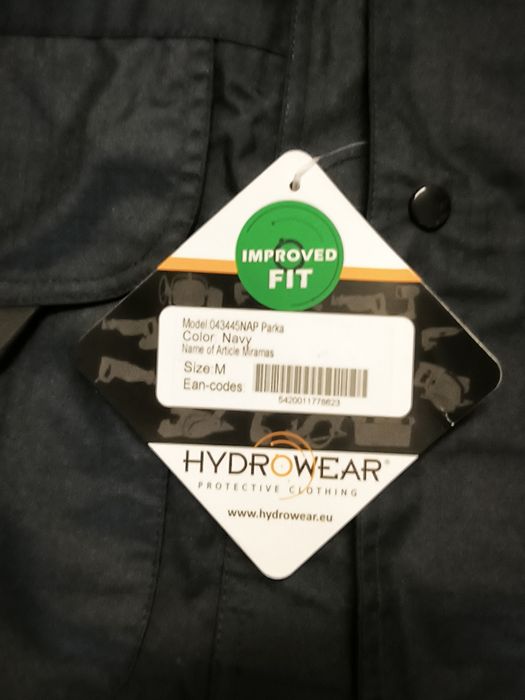 IMPROVED
FIT
Model:043445NAP Parka
Color: Navy
Name of Article Miramas
Size:M
Ean-codes:
5420011778623
HYDROWEAR®
PROTECTIVE CLOTHING
www.hydrowear.eu